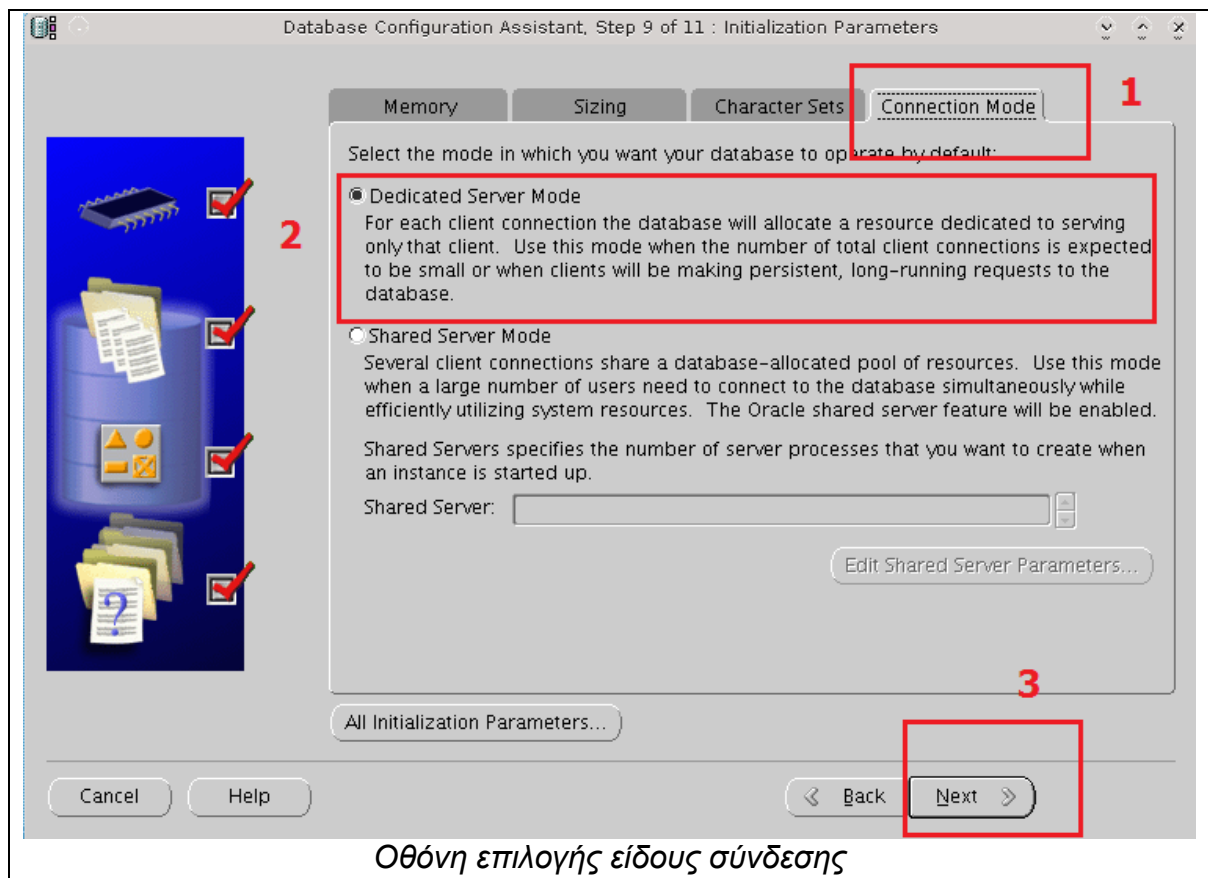 Database Configuration Assistant, Step 9 of 11 : Initialization Parameters
Memory
Sizing
Character Sets
Connection Mode
1
Select the mode in which you want your database to operate by default:
2
Dedicated Server Mode
For each client connection the database will allocate a resource dedicated to serving
only that client. Use this mode when the number of total client connections is expected
to be small or when clients will be making persistent, long-running requests to the
database.
Shared Server Mode
Several client connections share a database-allocated pool of resources. Use this mode
when a large number of users need to connect to the database simultaneously while
efficiently utilizing system resources. The Oracle shared server feature will be enabled.
Shared Servers specifies the number of server processes that you want to create when
an instance is started up.
Shared Server:
Edit Shared Server Parameters...
?
3
All Initialization Parameters...
Cancel
Help
Back
Next
Οθόνη επιλογής είδους σύνδεσης